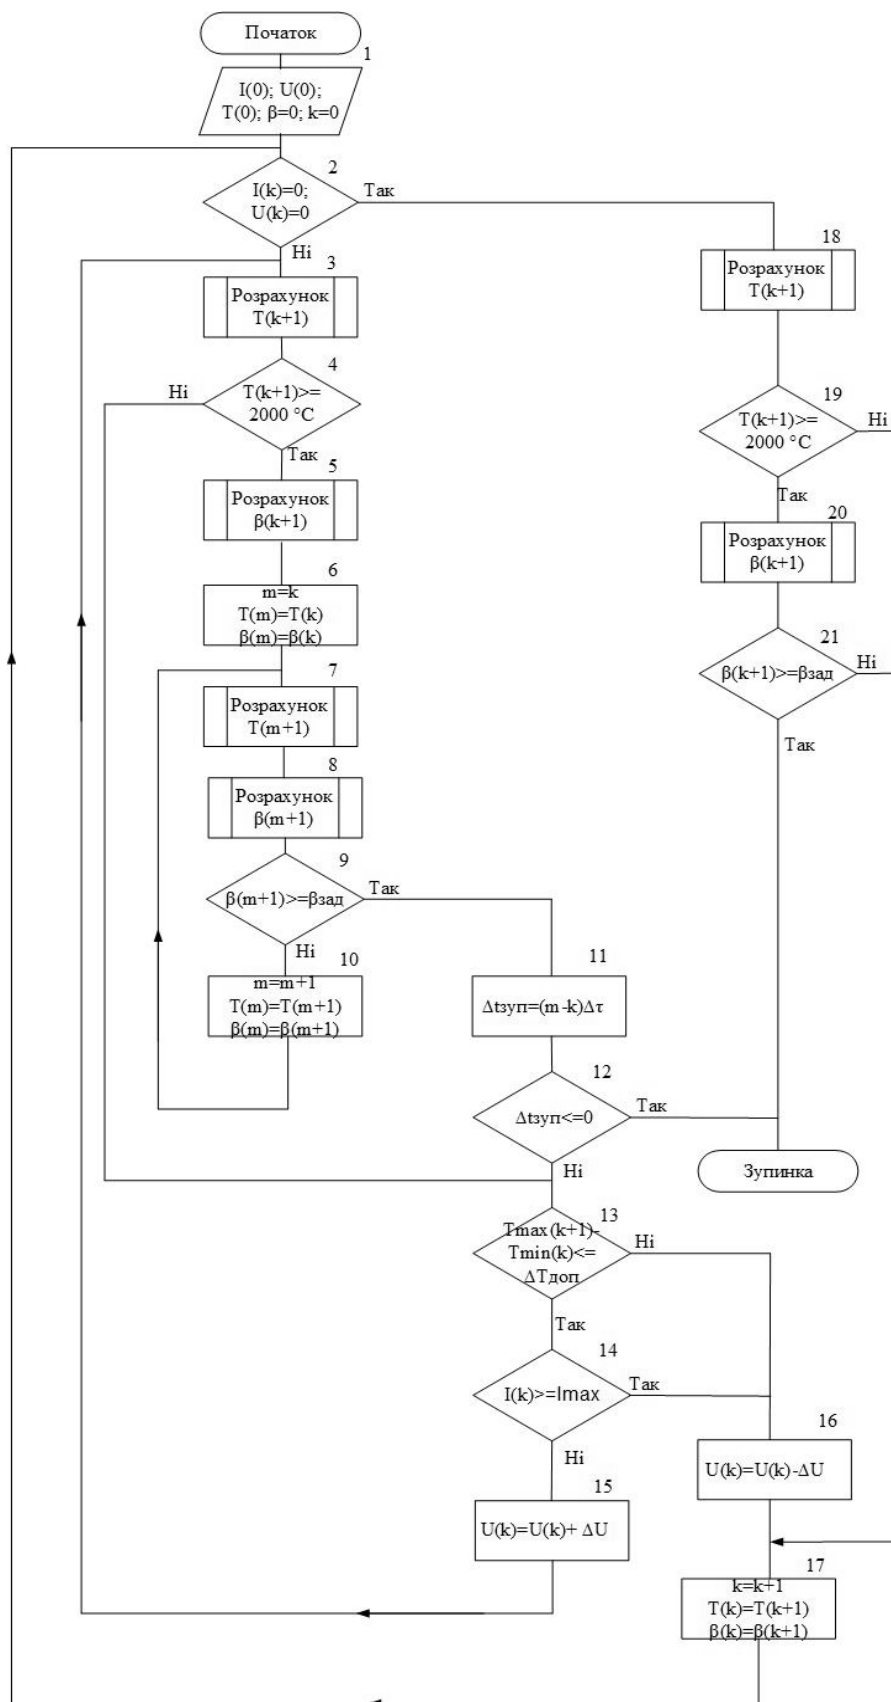 Початок
1
I(0); U(0);
T(0); β=0; k=0
2
I(k)=0;
U(k)=0
Так
Ні
3
Розрахунок
T(k+1)
4
T(k+1)>=
2000 °C
Ні
Так
5
Розрахунок
β(k+1)
6
m=k
T(m)=T(k)
β(m)=β(k)
7
Розрахунок
T(m+1)
8
Розрахунок
β(m+1)
9
β(m+1)>=βзад
Так
Ні
10
m=m+1
T(m)=T(m+1)
β(m)=β(m+1)
11
Δtзуп=(m-k)Δτ
12
Δtзуп<=0
Так
Ні
13
Tmax(k+1)-
Tmin(k)<=
ΔTдоп
Ні
Так
14
I(k)>=Imax
Так
Ні
15
U(k)=U(k)+ ΔU
16
U(k)=U(k)-ΔU
17
k=k+1
T(k)=T(k+1)
β(k)=β(k+1)
18
Розрахунок
T(k+1)
19
T(k+1)>=
2000 °C
Ні
Так
20
Розрахунок
β(k+1)
21
β(k+1)>=βзад
Ні
Так
Зупинка